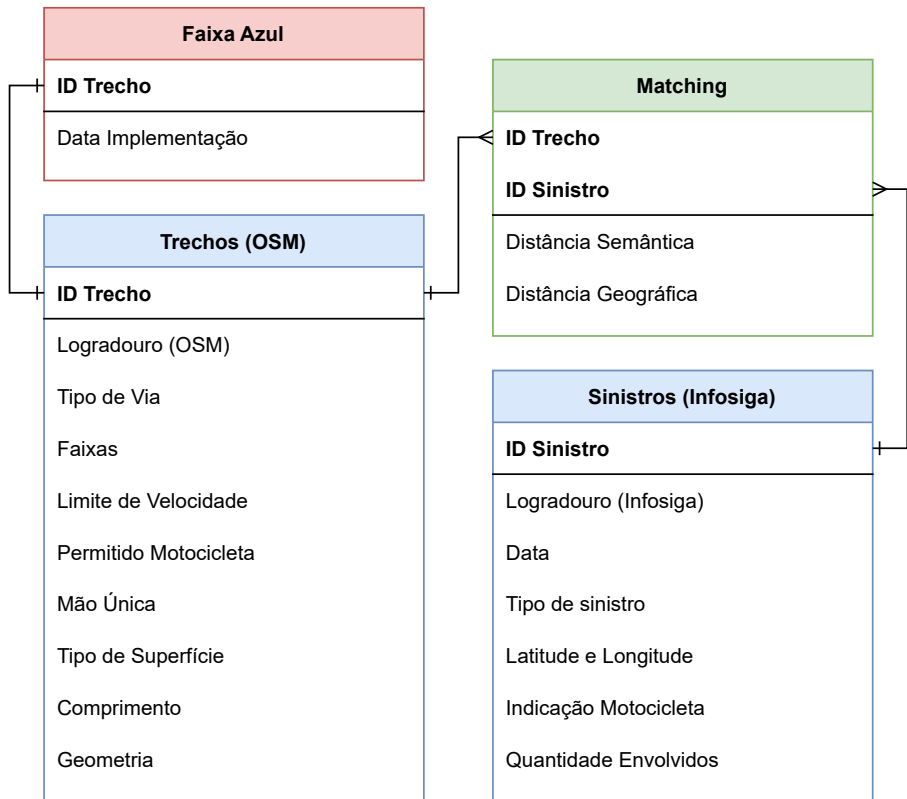 Faixa Azul
ID Trecho
Data Implementação
Trechos (OSM)
ID Trecho
Logradouro (OSM)
Tipo de Via
Faixas
Limite de Velocidade
Permitido Motocicleta
Mão Única
Tipo de Superfície
Comprimento
Geometria
Matching
ID Trecho
ID Sinistro
Distância Semântica
Distância Geográfica
Sinistros (Infosiga)
ID Sinistro
Logradouro (Infosiga)
Data
Tipo de sinistro
Latitude e Longitude
Indicação Motocicleta
Quantidade Envolvidos